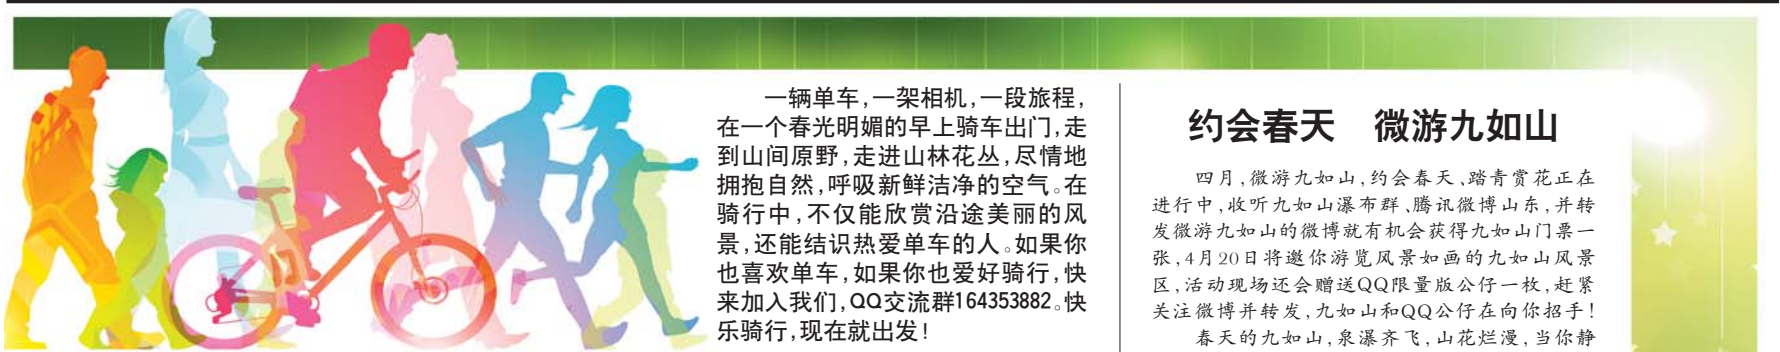 一辆单车,一架相机,一段旅程,
在一个春光明媚的早上骑车出门,走
到山间原野,走进山林花丛,尽情地
拥抱自然,呼吸新鲜洁净的空气。在
骑行中,不仅能欣赏沿途美丽的风
景,还能结识热爱单车的人。如果你
也喜欢单车,如果你也爱好骑行,快
来加入我们,QQ交流群164353882。快
乐骑行,现在就出发!
约会春天 微游九如山
四月,微游九如山,约会春天、踏青赏花正在
进行中,收听九如山瀑布群、腾讯微博山东,并转
发微游九如山的微博就有机会获得九如山门票一
张,4月20日将邀你游览风景如画的九如山风景
区,活动现场还会赠送QQ限量版公仔一枚,赶紧
关注微博并转发,九如山和QQ公仔在向你招手!
春天的九如山,泉瀑齐飞,山花烂漫,当你静